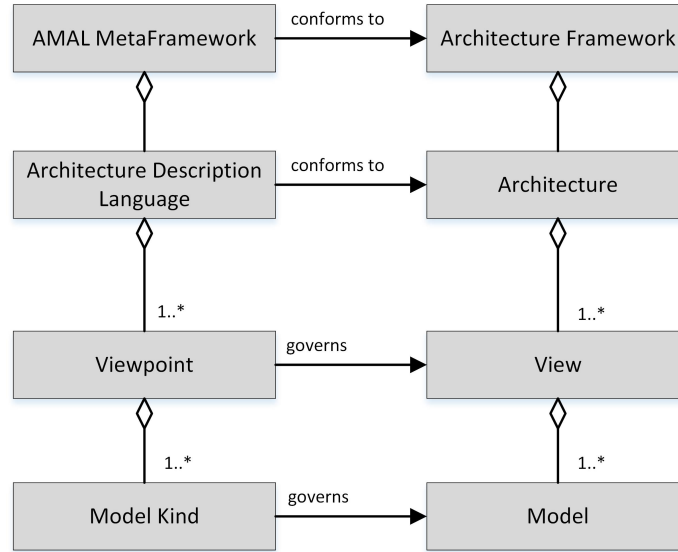 AMAL MetaFramework
conforms to
Architecture Framework
Architecture Description
Language
conforms to
Architecture
1..*
1..*
Viewpoint
governs
View
1..*
1..*
Model Kind
governs
Model